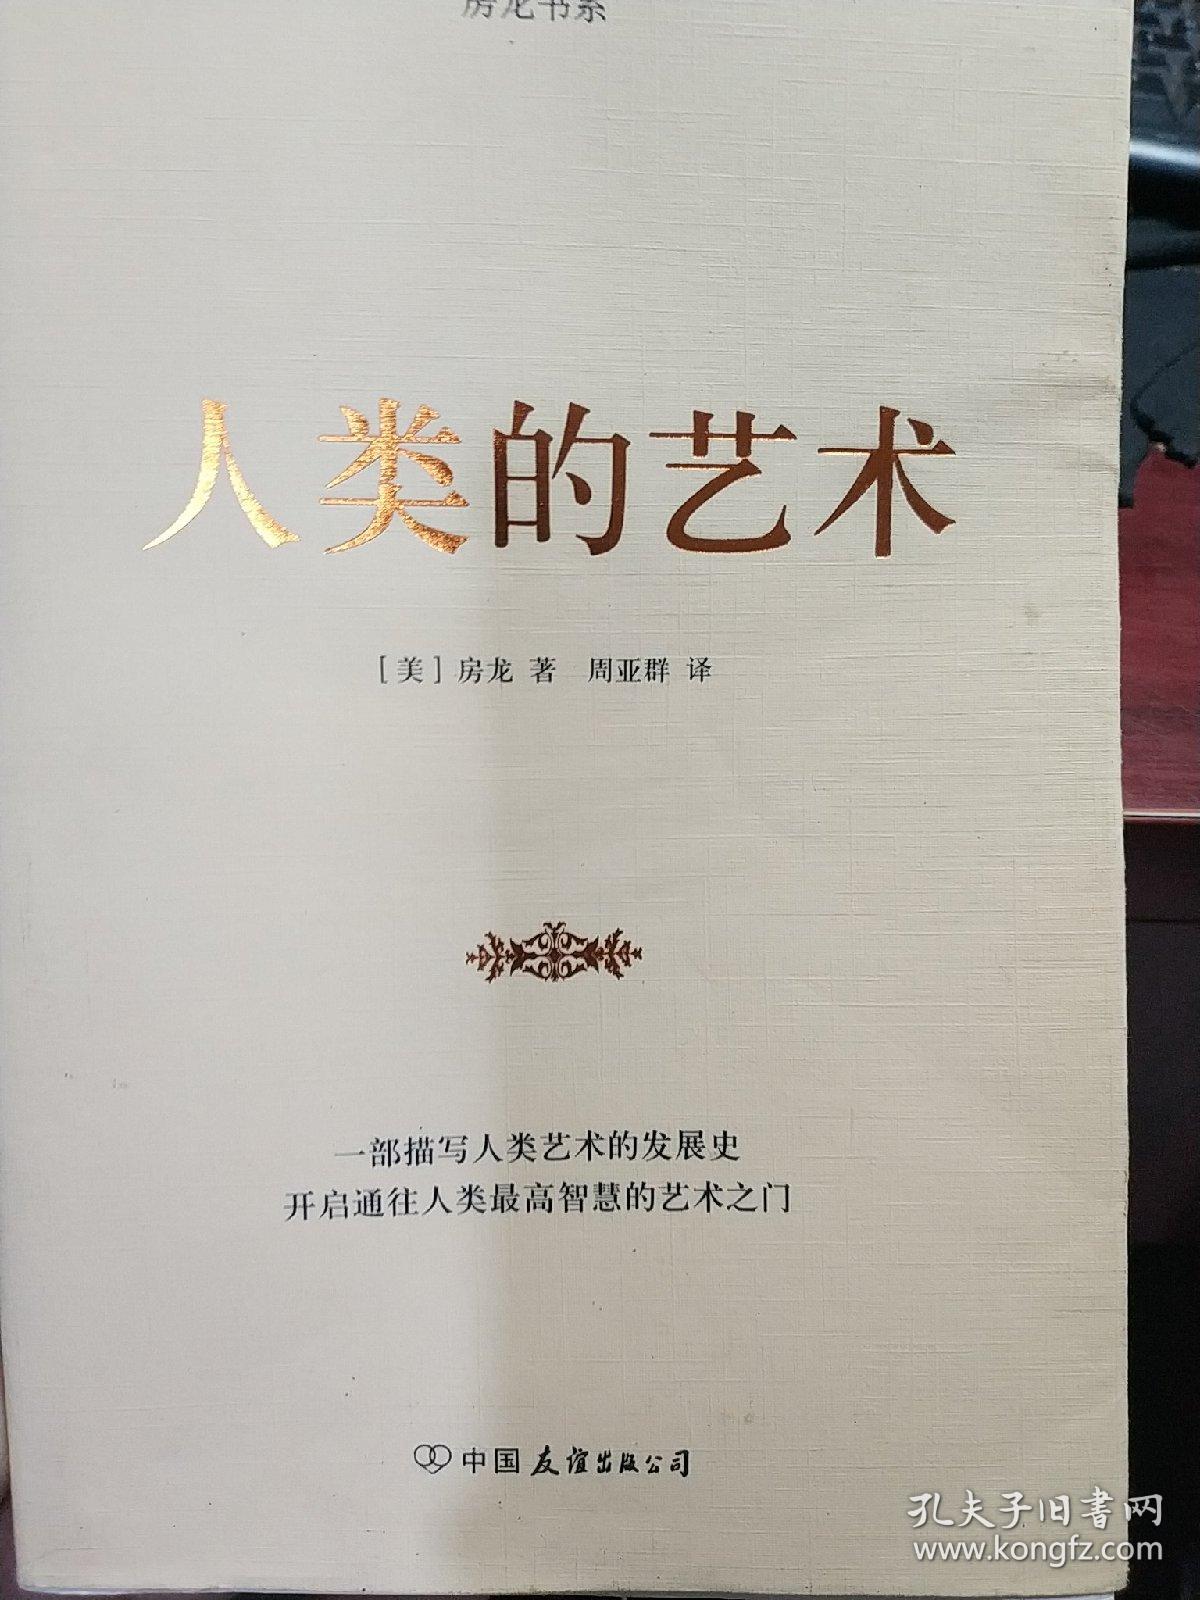 房龙书系
人类的艺术
[美]房龙 著 周亚群 译
一部描写人类艺术的发展史
开启通往人类最高智慧的艺术之门
中国友谊出版公司
孔夫子旧書网
www.kongfz.com